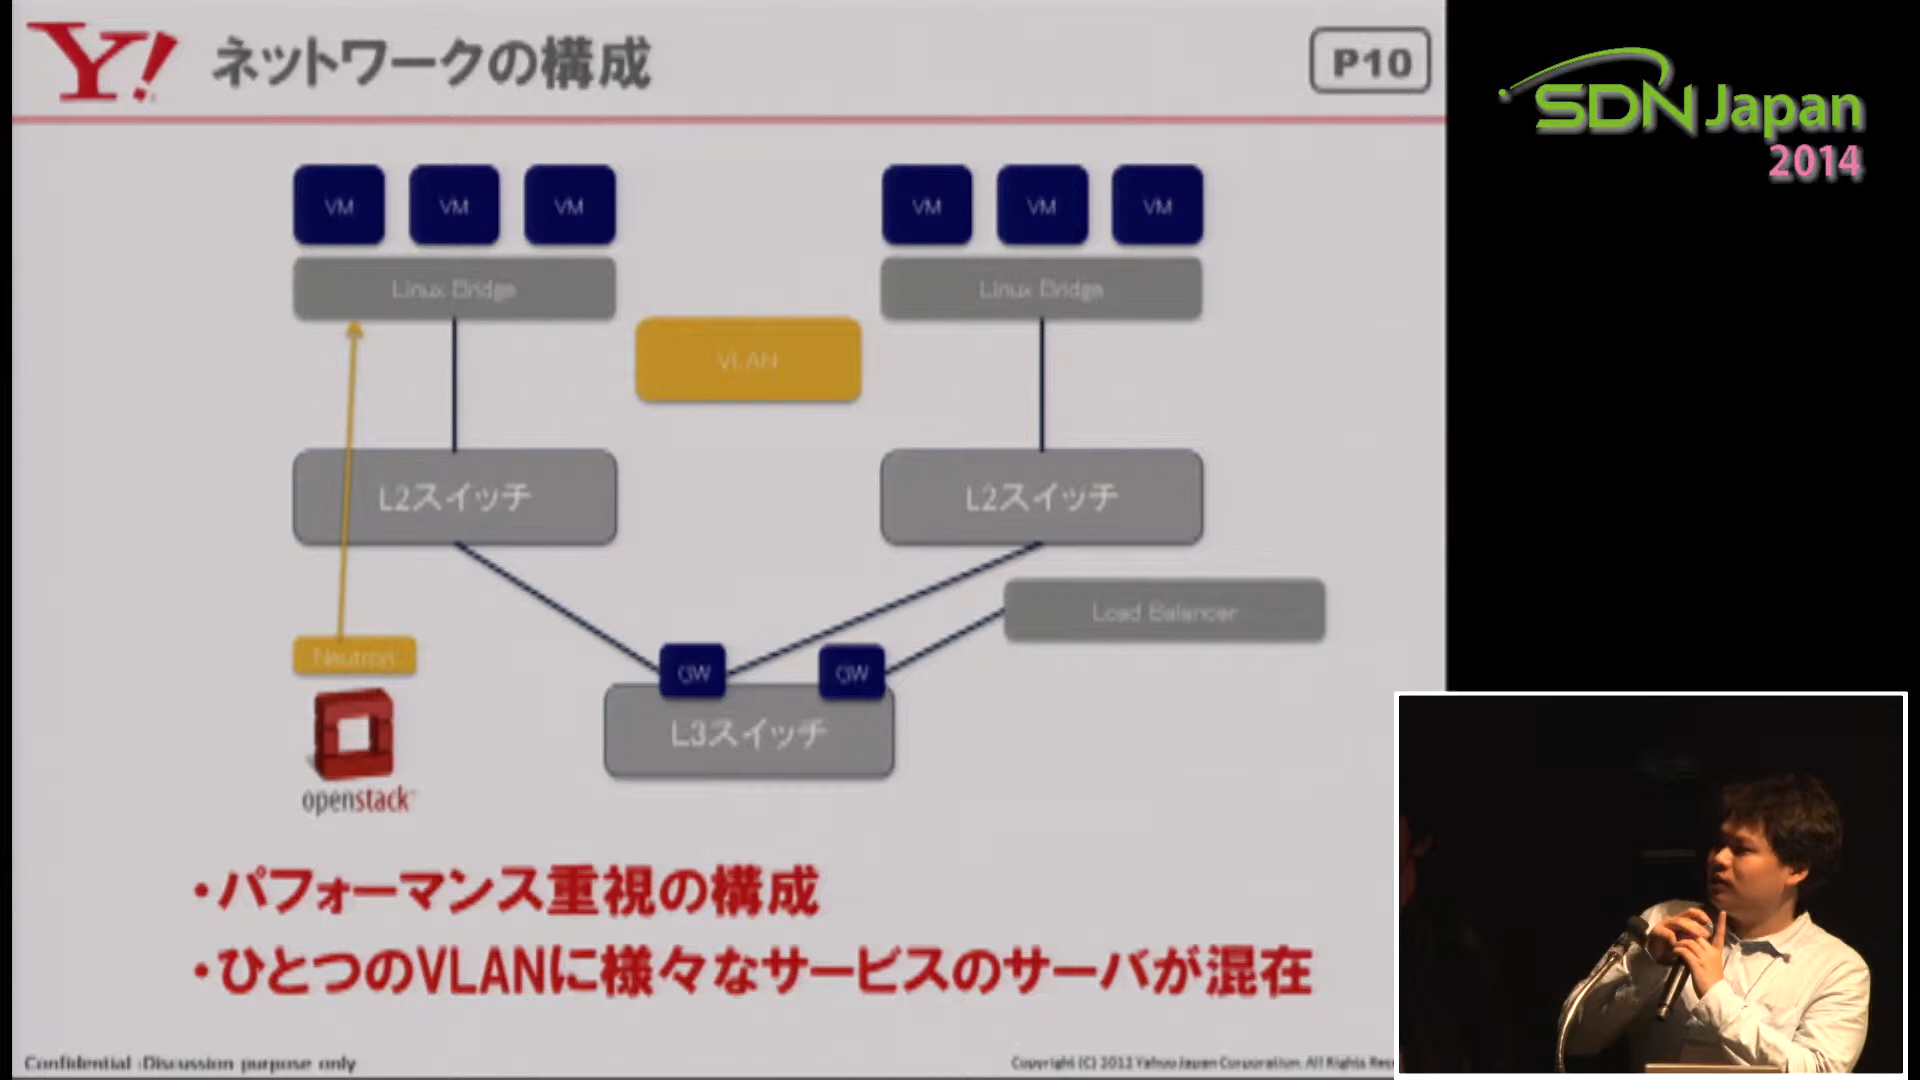 Y! ネットワークの構成
P10
SDN Japan
2014
VM VM VM VM VM VM
Linux Bridge Linux Bridge
VLAN
L2スイッチ L2スイッチ
Load Balancer
Neutron
GW GW
L3スイッチ
openstack
・パフォーマンス重視の構成
・ひとつのVLANに様々なサービスのサーバが混在
Confidential :Discussion purpose only
Copyright (C) 2012 Yahoo Japan Corporation. All Rights